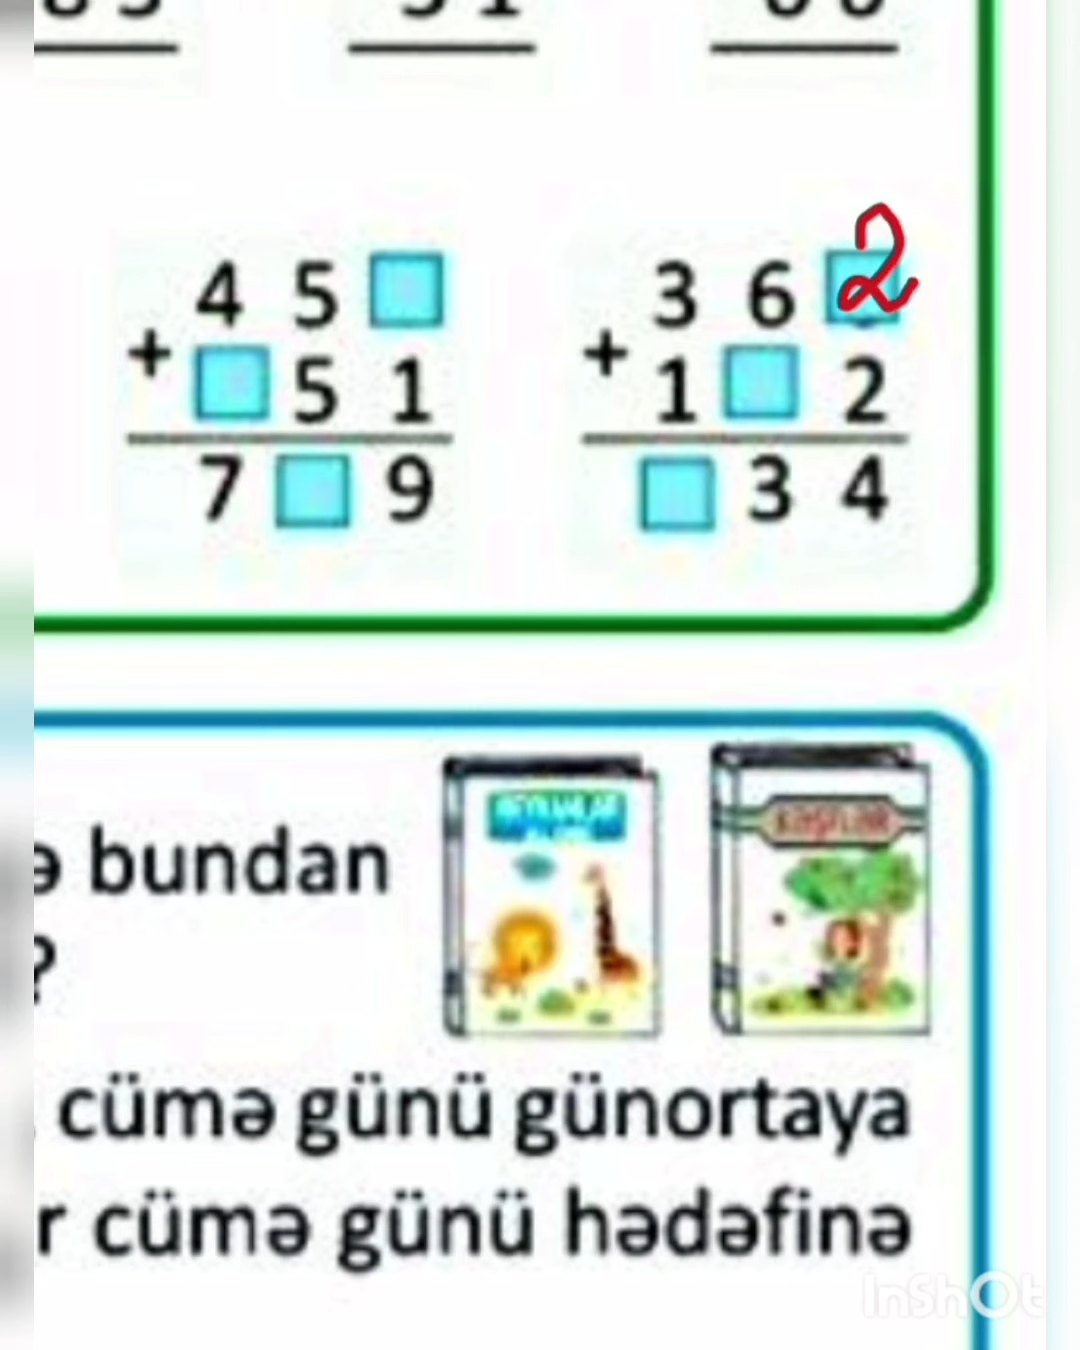 4 5
+
5 1
7 9
3 6 2
+
1 2
3 4
ə bundan
?
cümə günü günortaya
r cümə günü hədəfinə
InShOt